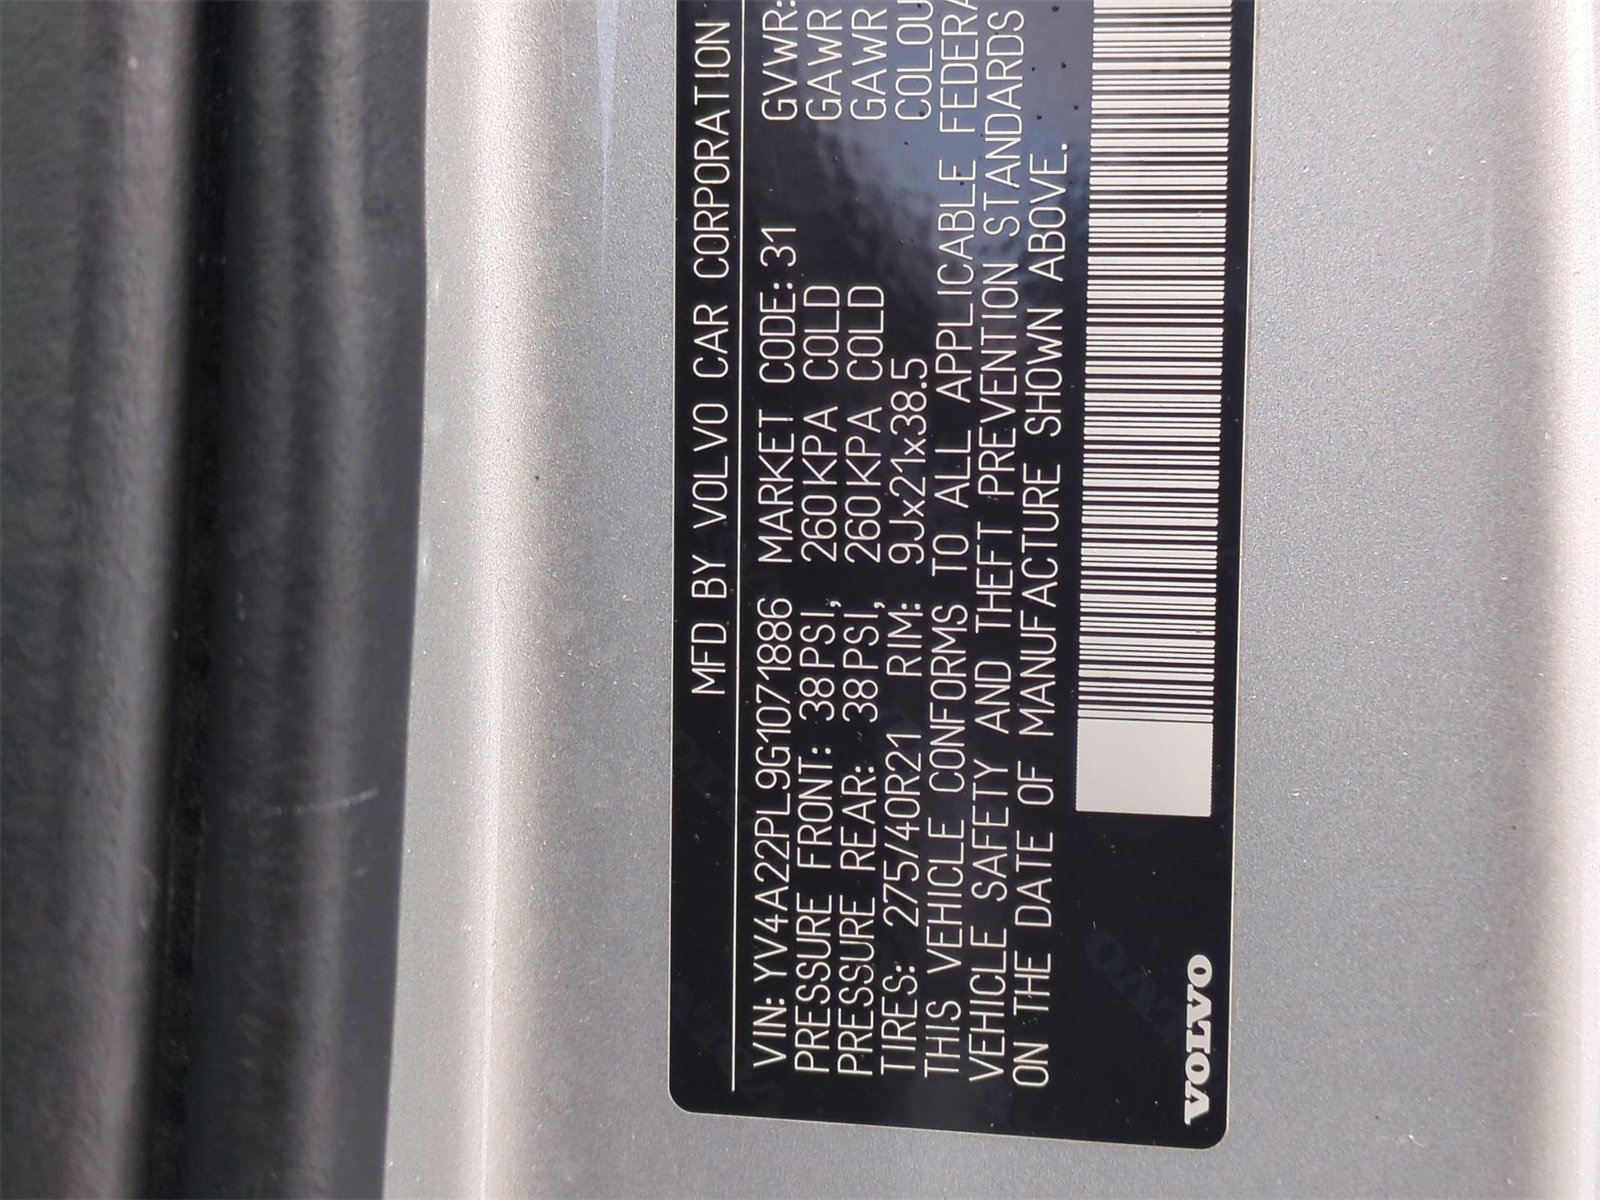 MFD BY VOLVO CAR CORPORATION
VIN: YV4A22PL9G1071886 MARKET CODE: 31 GVWR:
PRESSURE FRONT: 38PSI, 260KPA COLD GAWR
PRESSURE REAR: 38PSI, 260KPA COLD GAWR
TIRES: 275/40R21 RIM: 9Jx21x38.5 COLOU
THIS VEHICLE CONFORMS TO ALL APPLICABLE FEDERA
VEHICLE SAFETY AND THEFT PREVENTION STANDARDS
ON THE DATE OF MANUFACTURE SHOWN ABOVE.
VOLVO